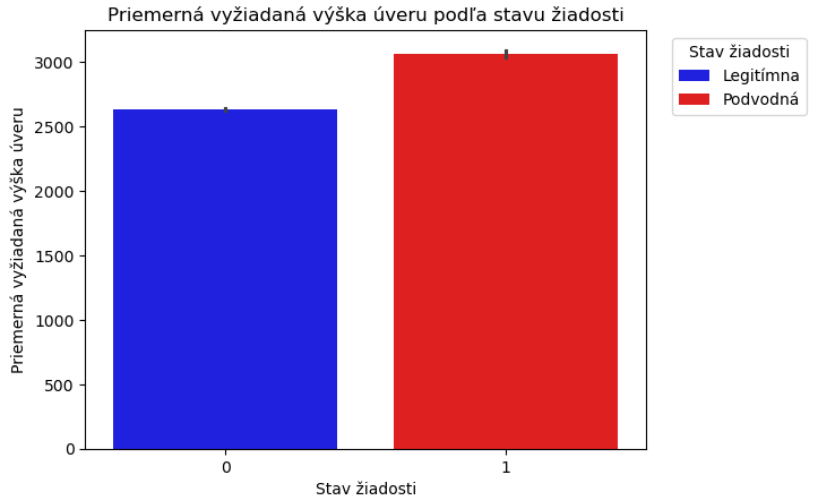 Priemerná vyžiadaná výška úveru podľa stavu žiadosti
Priemerná vyžiadaná výška úveru
3000
2500
2000
1500
1000
500
0
0
1
Stav žiadosti
Stav žiadosti
Legitímna
Podvodná